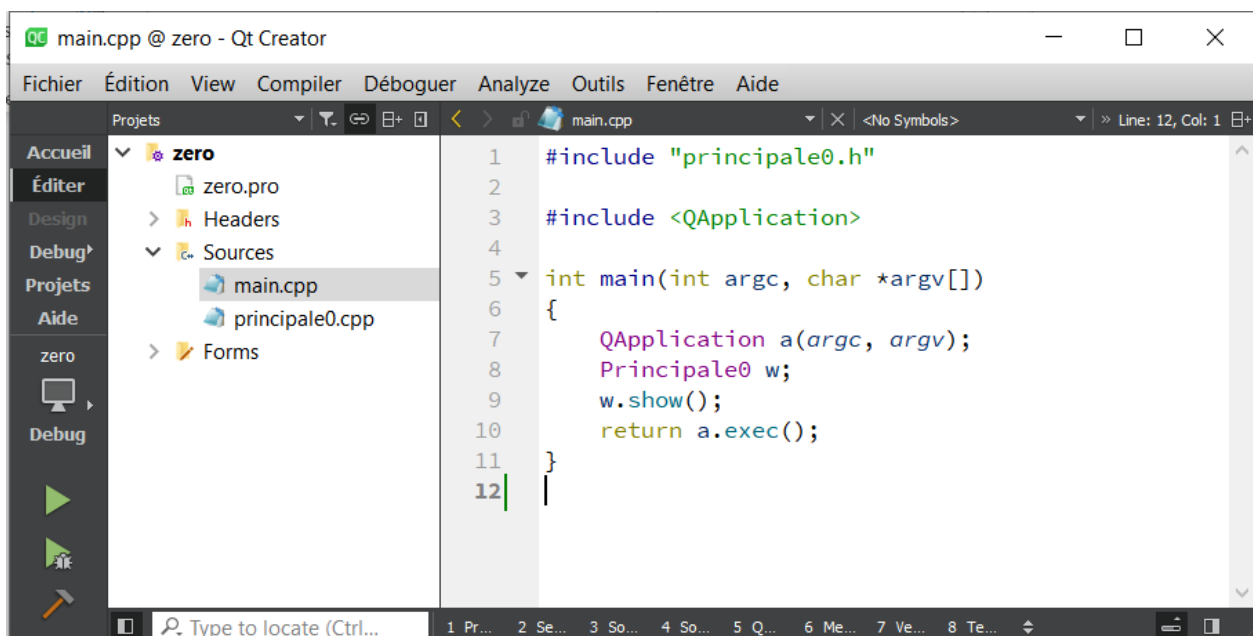 main.cpp @ zero - Qt Creator
Fichier Édition View Compiler Déboguer Analyze Outils Fenêtre Aide
Projets main.cpp <No Symbols> » Line: 12, Col: 1
Accueil
Éditer
Design
Debug
Projets
Aide
zero
Debug
zero
zero.pro
Headers
Sources
main.cpp
principale0.cpp
Forms
1 #include "principale0.h"
2
3 #include <QApplication>
4
5 int main(int argc, char *argv[])
6 {
7 QApplication a(argc, argv);
8 Principale0 w;
9 w.show();
10 return a.exec();
11 }
12
Type to locate (Ctrl... 1 Pr... 2 Se... 3 So... 4 So... 5 Q... 6 Me... 7 Ve... 8 Te...